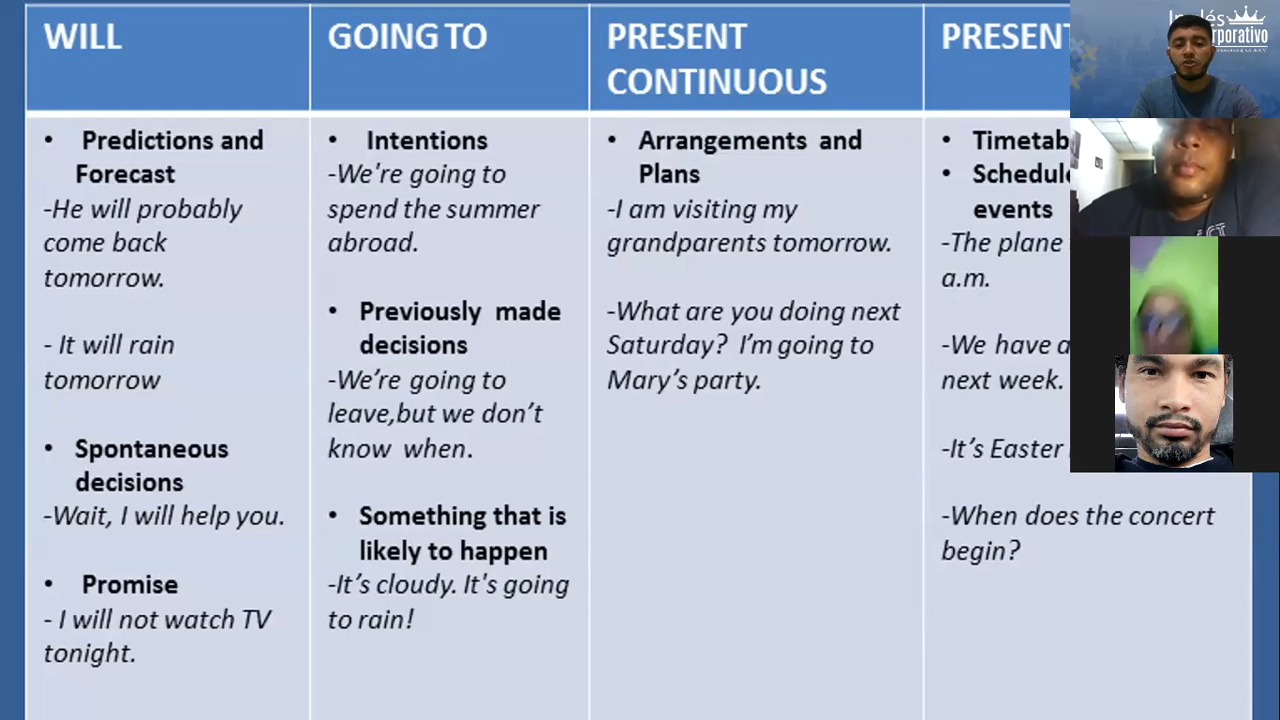 WILL
GOING TO
PRESENT
CONTINUOUS
PRESENT
• Predictions and
Forecast
-He will probably
come back
tomorrow.
- It will rain
tomorrow
• Spontaneous
decisions
-Wait, I will help you.
• Promise
- I will not watch TV
tonight.
• Intentions
-We're going to
spend the summer
abroad.
• Previously made
decisions
-We're going to
leave,but we don't
know when.
• Something that is
likely to happen
-It's cloudy. It's going
to rain!
• Arrangements and
Plans
-I am visiting my
grandparents tomorrow.
-What are you doing next
Saturday? I'm going to
Mary's party.
•
• 
events
-The plane
a.m.
-We have a
next week.
-It's Easter
-When does the concert
begin?